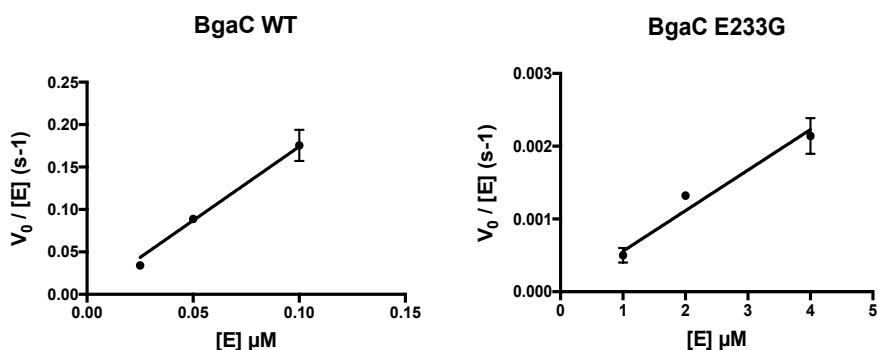 BgaC WT
V0 / [E] (s-1)
0.25
0.20
0.15
0.10
0.05
0.00
0.00 0.05 0.10 0.15
[E] μM
BgaC E233G
V0 / [E] (s-1)
0.003
0.002
0.001
0.000
0 1 2 3 4 5
[E] μM